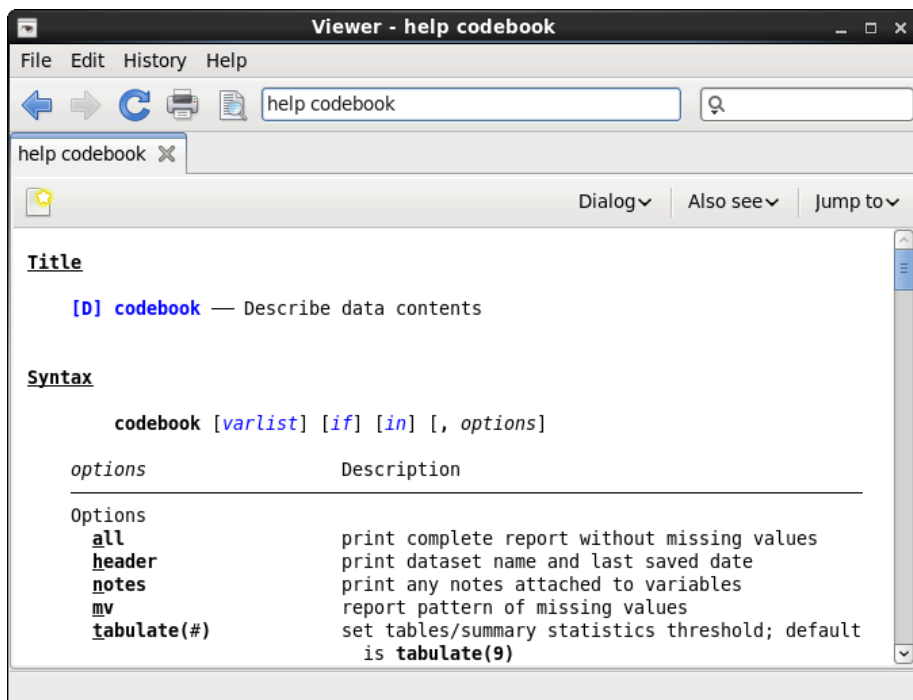 Viewer - help codebook
File Edit History Help
help codebook
help codebook
Dialog Also see Jump to
Title
[D] codebook — Describe data contents
Syntax
codebook [varlist] [if] [in] [, options]
options Description
Options
all print complete report without missing values
header print dataset name and last saved date
notes print any notes attached to variables
mv report pattern of missing values
tabulate(#) set tables/summary statistics threshold; default
is tabulate(9)